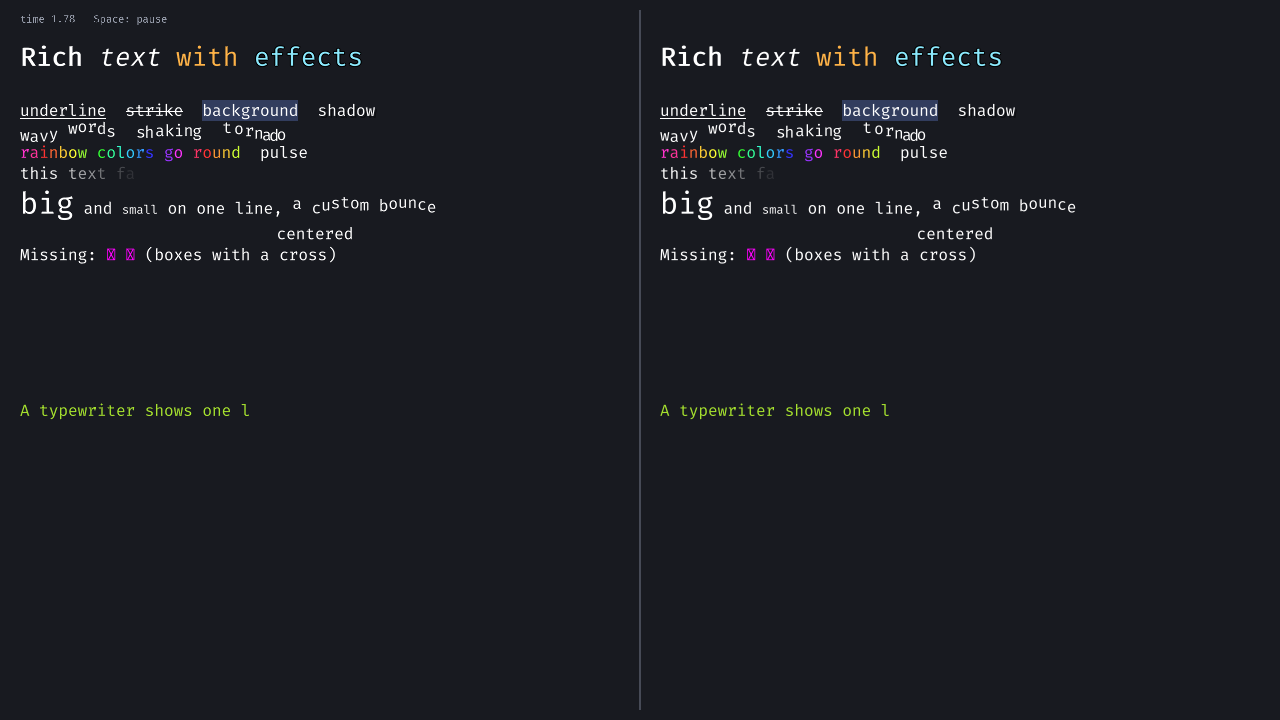 time 1.78 Space: pause
Rich text with effects
underline strike background shadow
wavy words shaking tornado
rainbow colors go round pulse
this text fa
big and small on one line, a custom bounce
centered
Missing: (boxes with a cross)
A typewriter shows one l
Rich text with effects
underline strike background shadow
wavy words shaking tornado
rainbow colors go round pulse
this text fa
big and small on one line, a custom bounce
centered
Missing: (boxes with a cross)
A typewriter shows one l